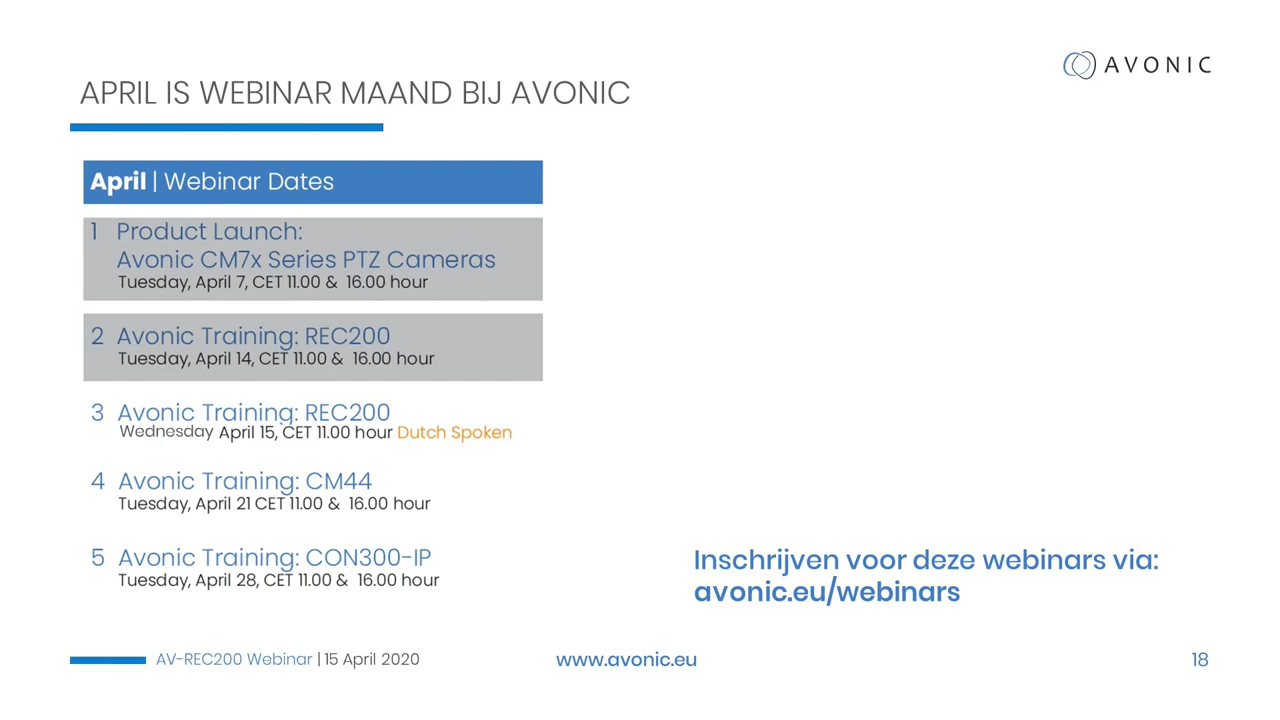 AVONIC
APRIL IS WEBINAR MAAND BIJ AVONIC
April | Webinar Dates
1 Product Launch:
Avonic CM7x Series PTZ Cameras
Tuesday, April 7, CET 11.00 & 16.00 hour
2 Avonic Training: REC200
Tuesday, April 14, CET 11.00 & 16.00 hour
3 Avonic Training: REC200
Wednesday April 15, CET 11.00 hour Dutch Spoken
4 Avonic Training: CM44
Tuesday, April 21 CET 11.00 & 16.00 hour
5 Avonic Training: CON300-IP
Tuesday, April 28, CET 11.00 & 16.00 hour
Inschrijven voor deze webinars via:
avonic.eu/webinars
AV-REC200 Webinar | 15 April 2020
www.avonic.eu
18